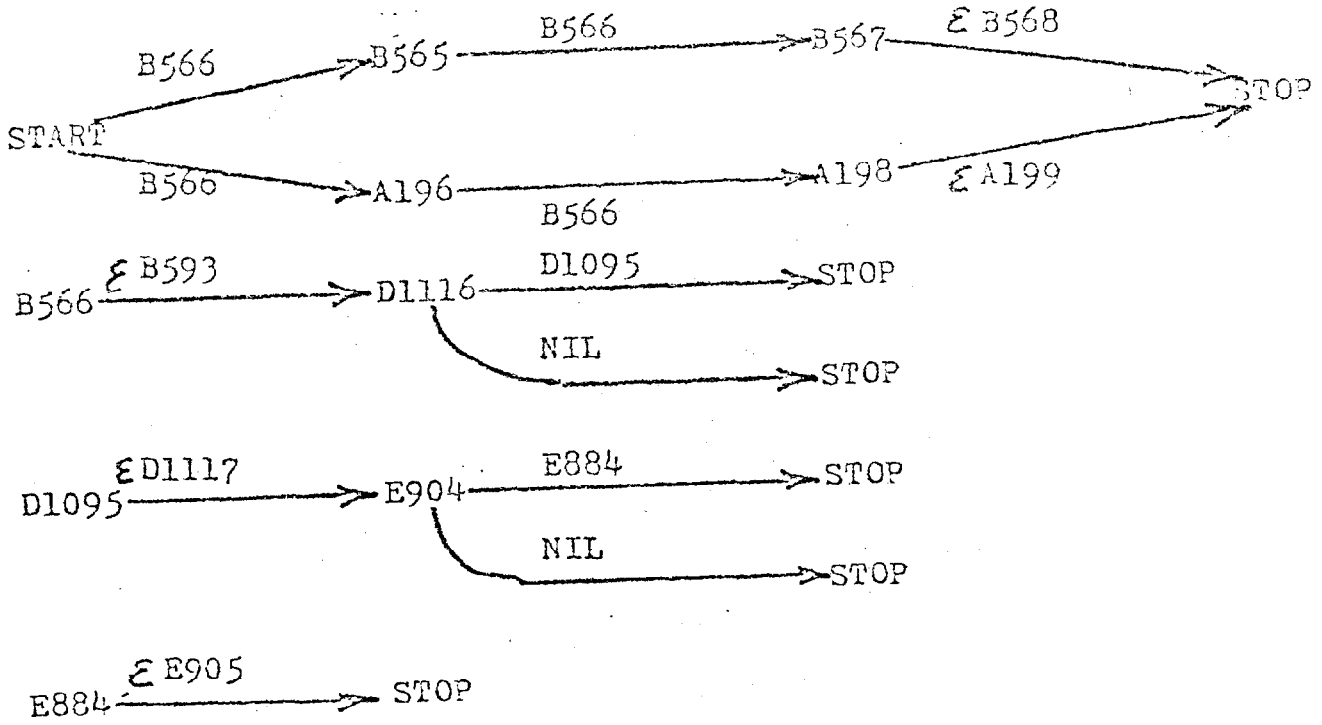 B566 B566 ε B568
B565 B567
STOP
START
B566 A196 A198 ε A199
B566
ε B593 D1095
B566 D1116 STOP
NIL
STOP
εD1117 E884
D1095 E904 STOP
NIL
STOP
ε E905
E884 STOP